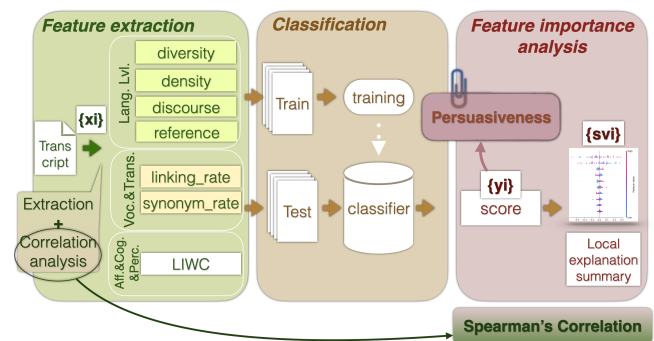 Feature extraction
Classification
Feature importance
analysis
Lang. Lvl.
diversity
density
discourse
reference
{xi}
Trans
cript
Voc.&Trans.
linking_rate
synonym_rate
Extraction
+
Correlation
analysis
Aff.&Cog.
&Perc.
LIWC
Train
training
Test
classifier
Persuasiveness
{yi}
score
{svi}
Local
explanation
summary
Spearman's Correlation